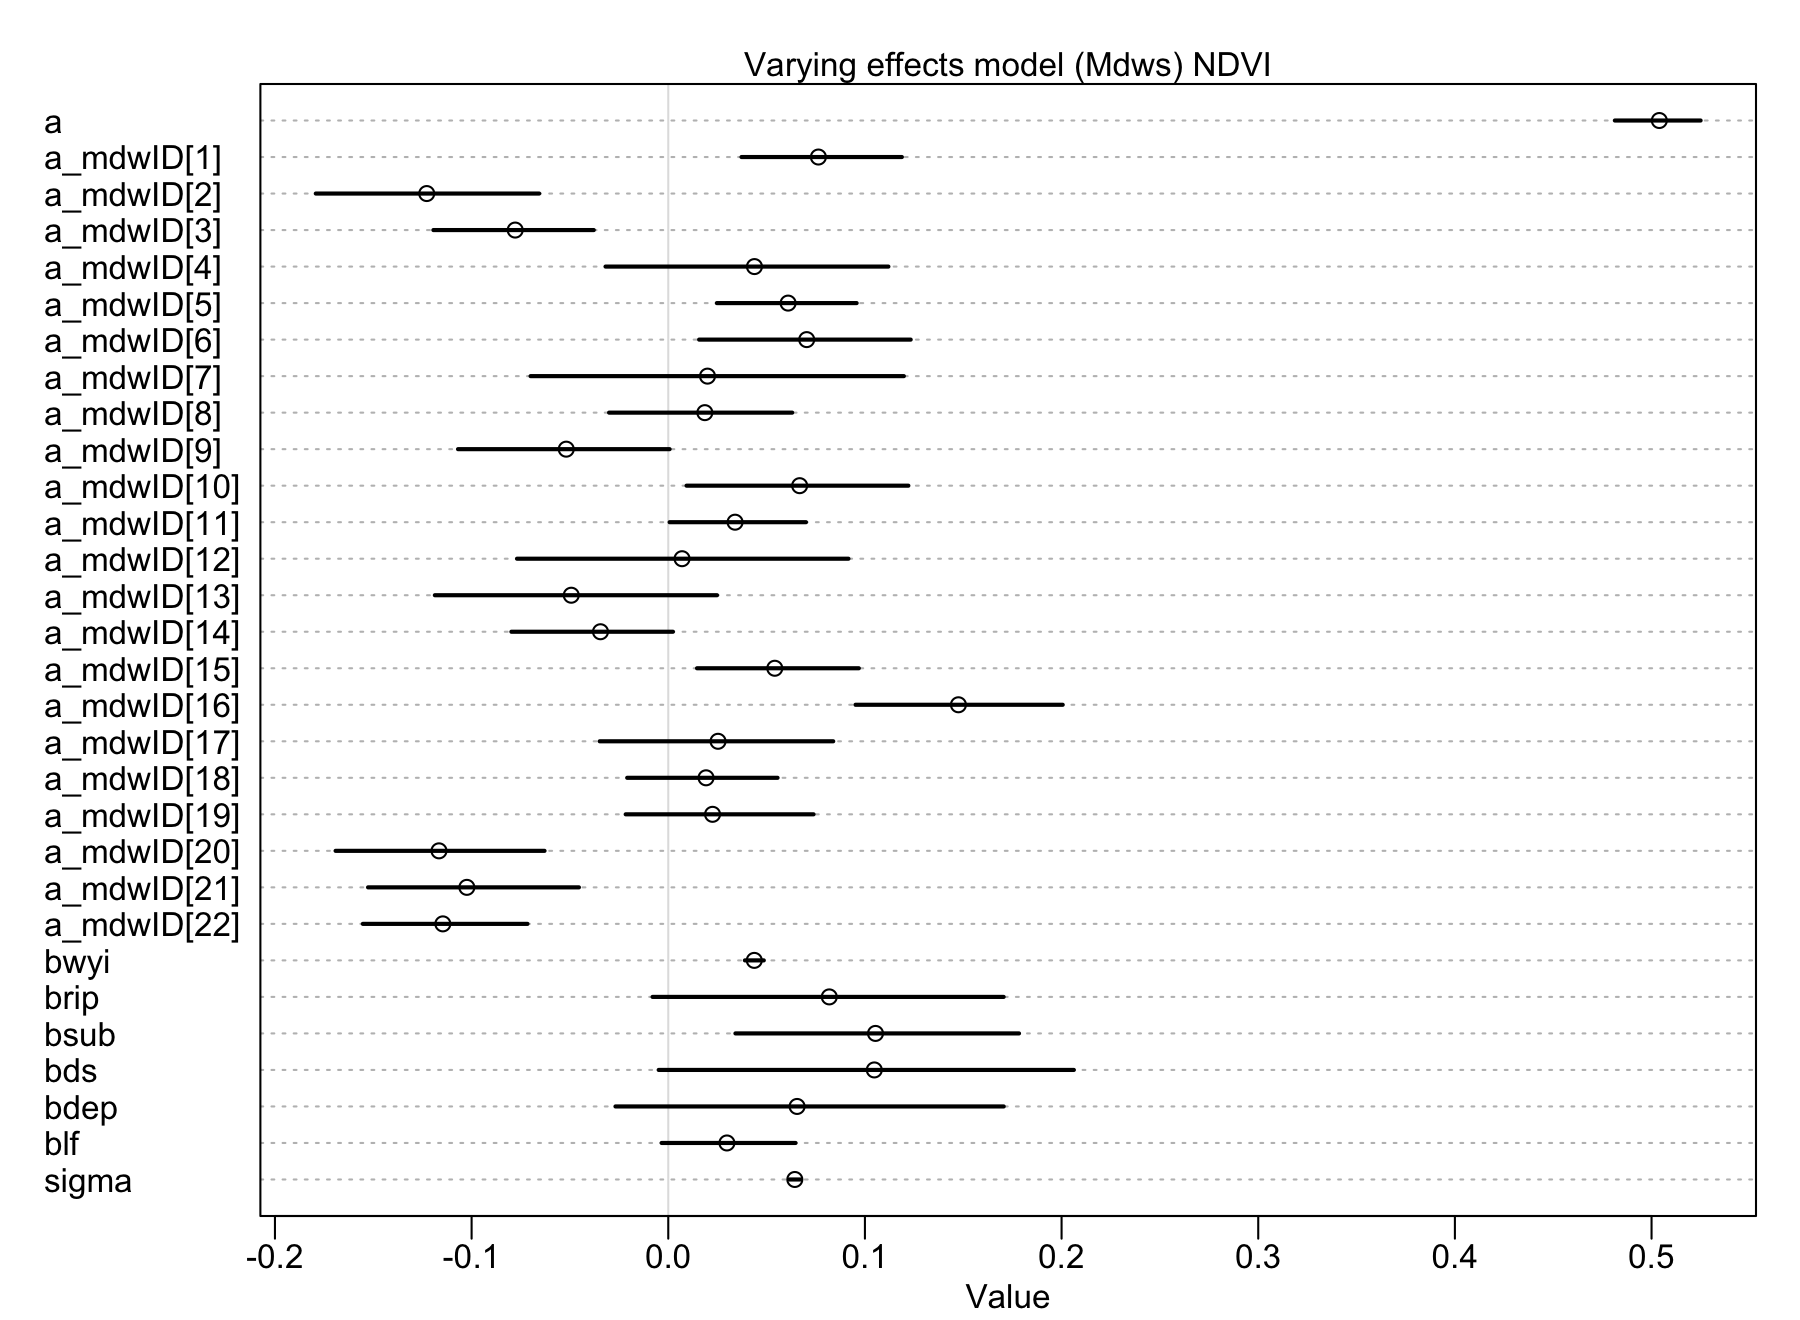 Varying effects model (Mdws) NDVI
a
a_mdwID[1]
a_mdwID[2]
a_mdwID[3]
a_mdwID[4]
a_mdwID[5]
a_mdwID[6]
a_mdwID[7]
a_mdwID[8]
a_mdwID[9]
a_mdwID[10]
a_mdwID[11]
a_mdwID[12]
a_mdwID[13]
a_mdwID[14]
a_mdwID[15]
a_mdwID[16]
a_mdwID[17]
a_mdwID[18]
a_mdwID[19]
a_mdwID[20]
a_mdwID[21]
a_mdwID[22]
bwyi
brip
bsub
bds
bdep
blf
sigma
-0.2 -0.1 0.0 0.1 0.2 0.3 0.4 0.5
Value